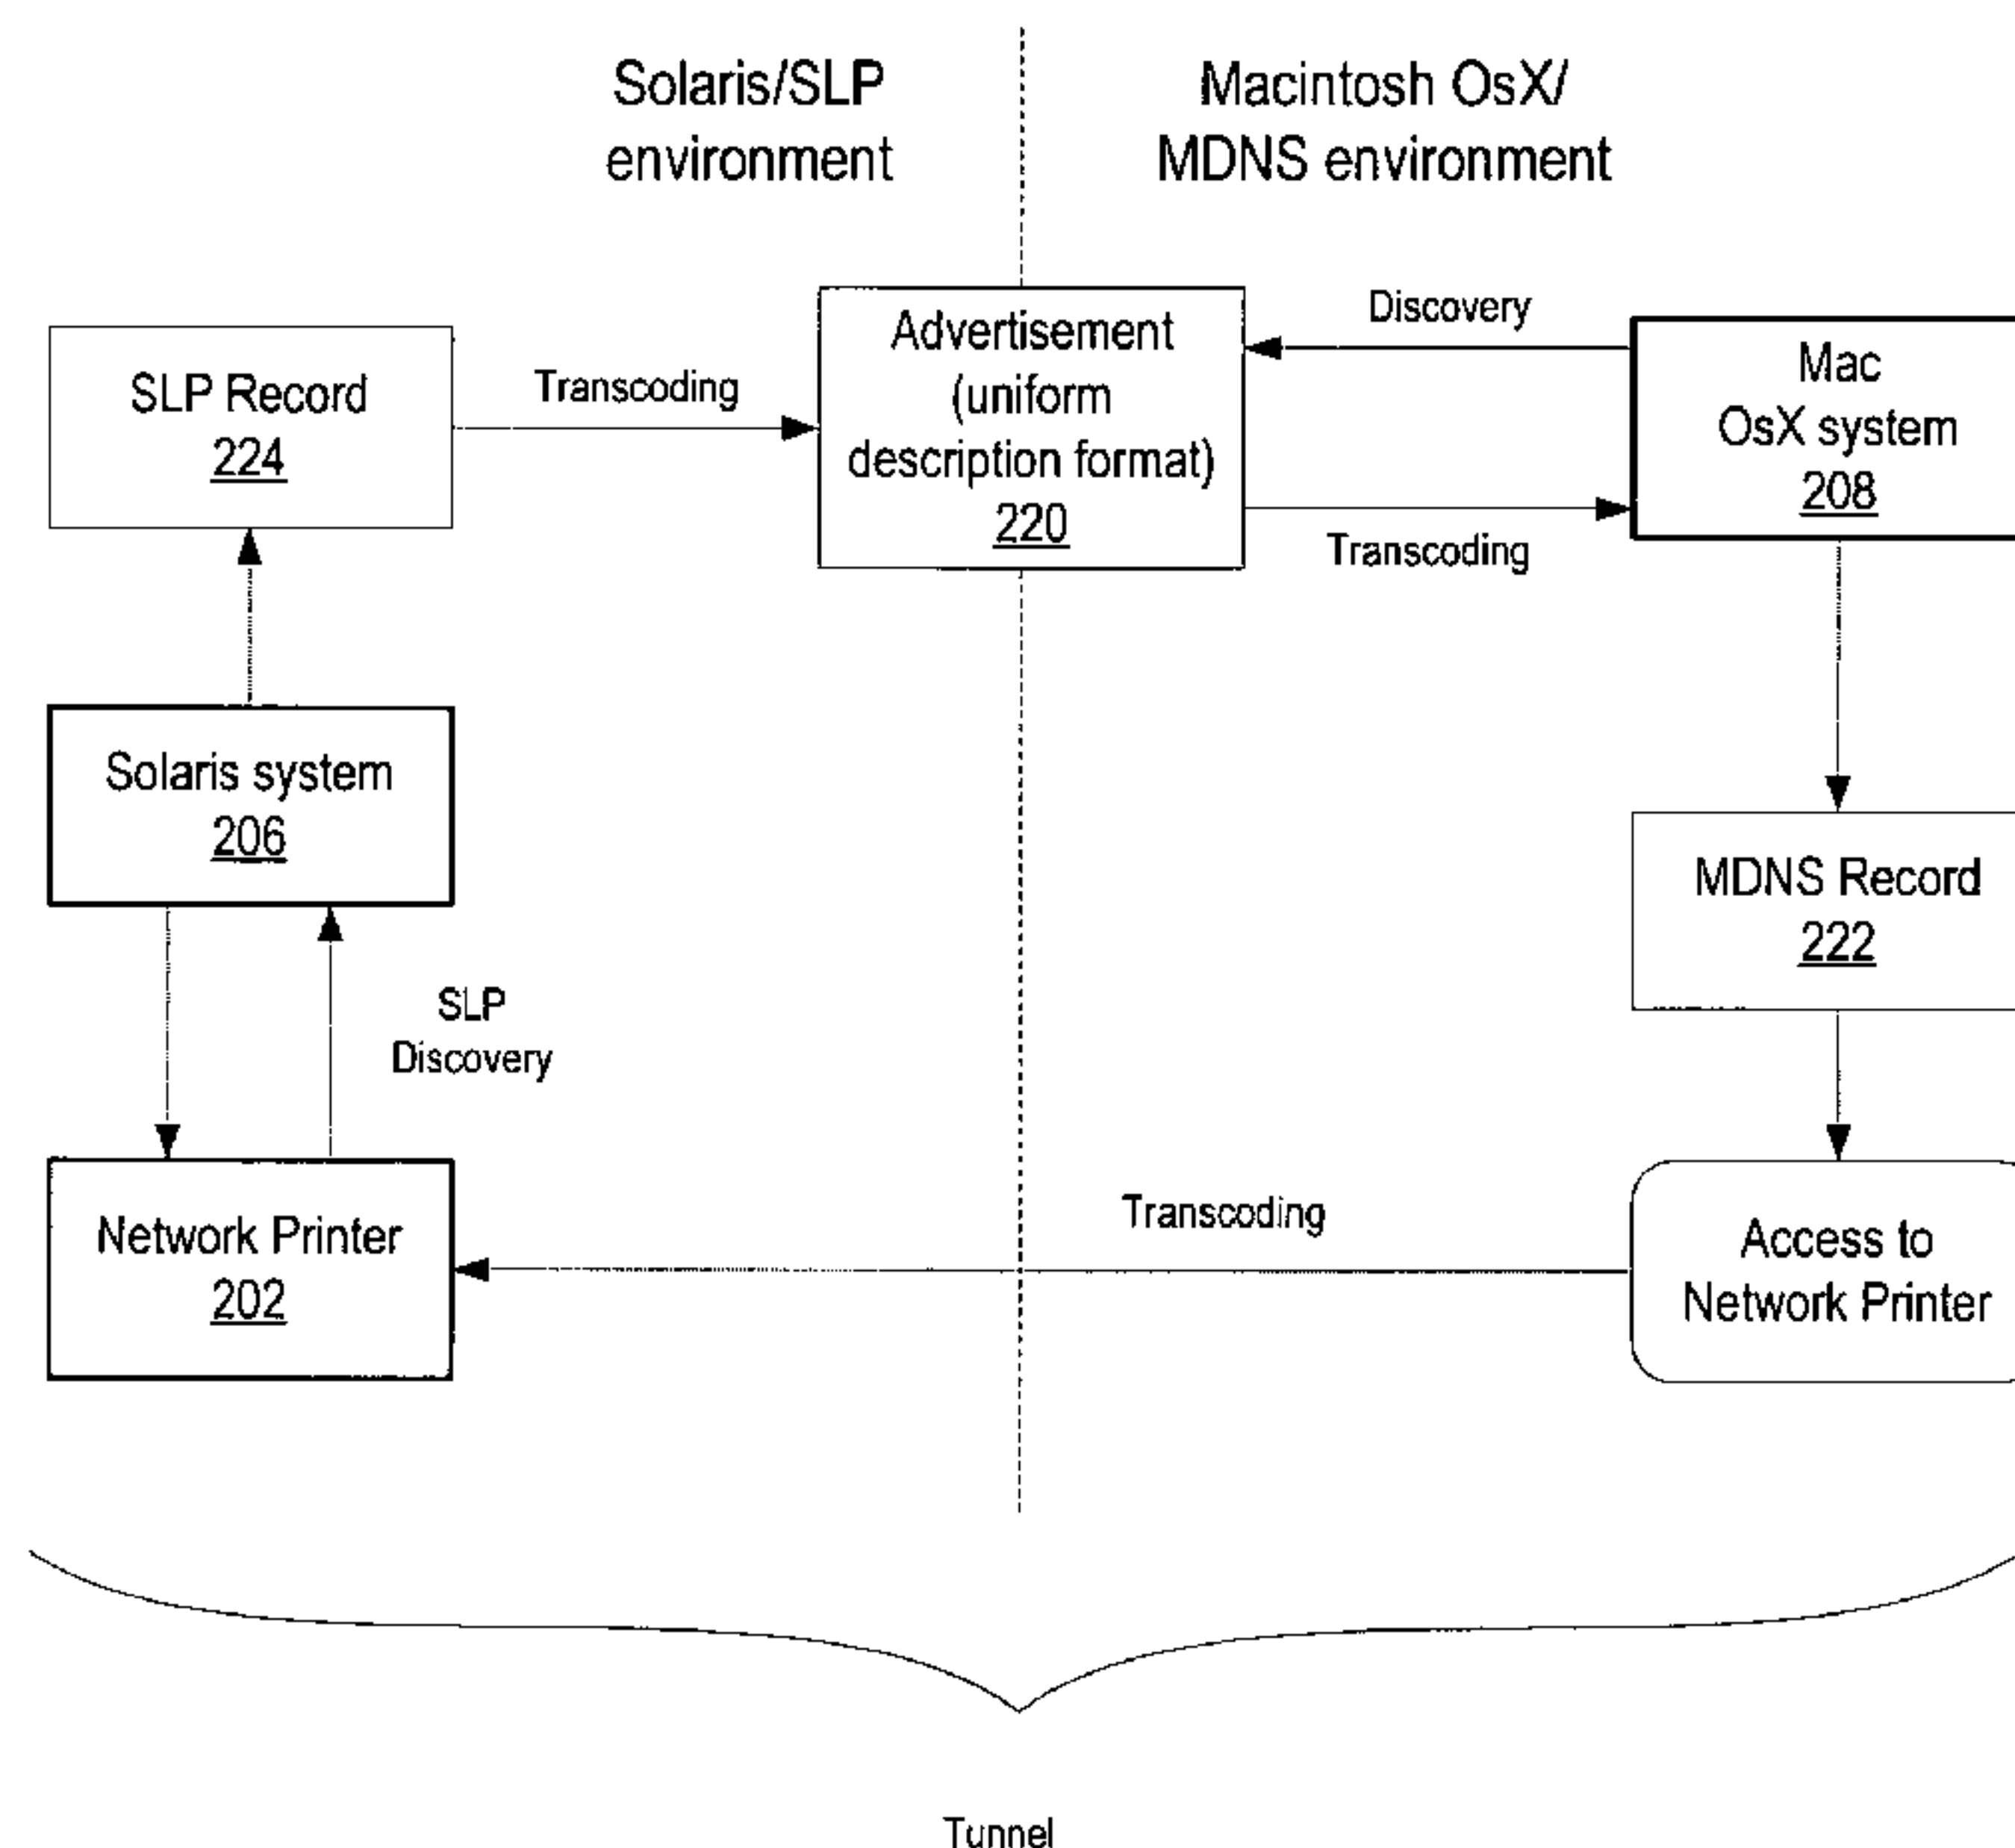 Solaris/SLP
environment
Macintosh OsX/
MDNS environment
SLP Record
224
Transcoding
Advertisement
(uniform
description format)
220
Discovery
Transcoding
Mac
OsX system
208
Solaris system
206
MDNS Record
222
SLP
Discovery
Network Printer
202
Transcoding
Access to
Network Printer
Tunnel